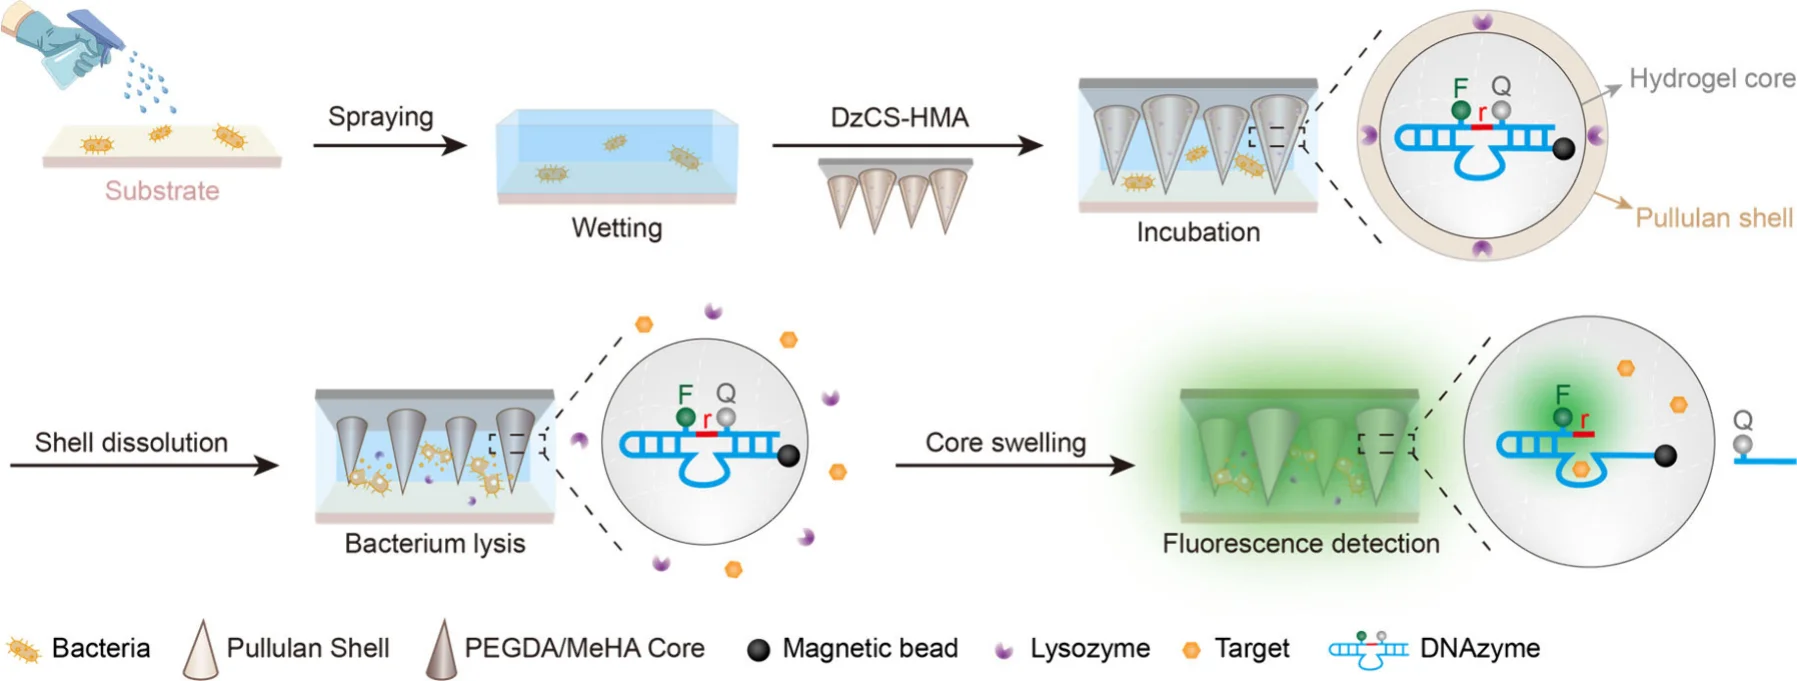 Substrate
Spraying
Wetting
DzCS-HMA
Incubation
F
Q
r
Hydrogel core
Pullulan shell
Shell dissolution
Bacterium lysis
F
Q
r
Core swelling
Fluorescence detection
F
r
Q
Bacteria
Pullulan Shell
PEGDA/MeHA Core
Magnetic bead
Lysozyme
Target
DNAzyme